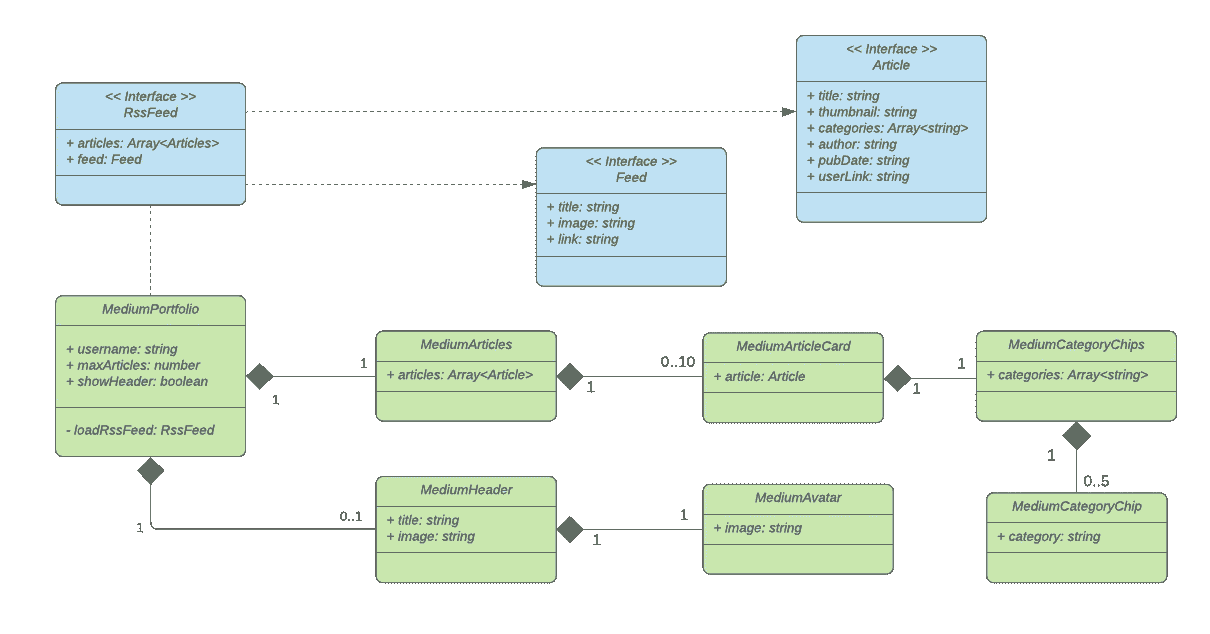 << Interface >>
RssFeed
+ articles: Array<Articles>
+ feed: Feed
<< Interface >>
Article
+ title: string
+ thumbnail: string
+ categories: Array<string>
+ author: string
+ pubDate: string
+ userLink: string
<< Interface >>
Feed
+ title: string
+ image: string
+ link: string
MediumPortfolio
+ username: string
+ maxArticles: number
+ showHeader: boolean
- loadRssFeed: RssFeed
1
1
MediumArticles
+ articles: Array<Article>
1
0..10
MediumArticleCard
+ article: Article
1
1
MediumCategoryChips
+ categories: Array<string>
1
0..5
MediumCategoryChip
+ category: string
1
0..1
MediumHeader
+ title: string
+ image: string
1
1
MediumAvatar
+ image: string